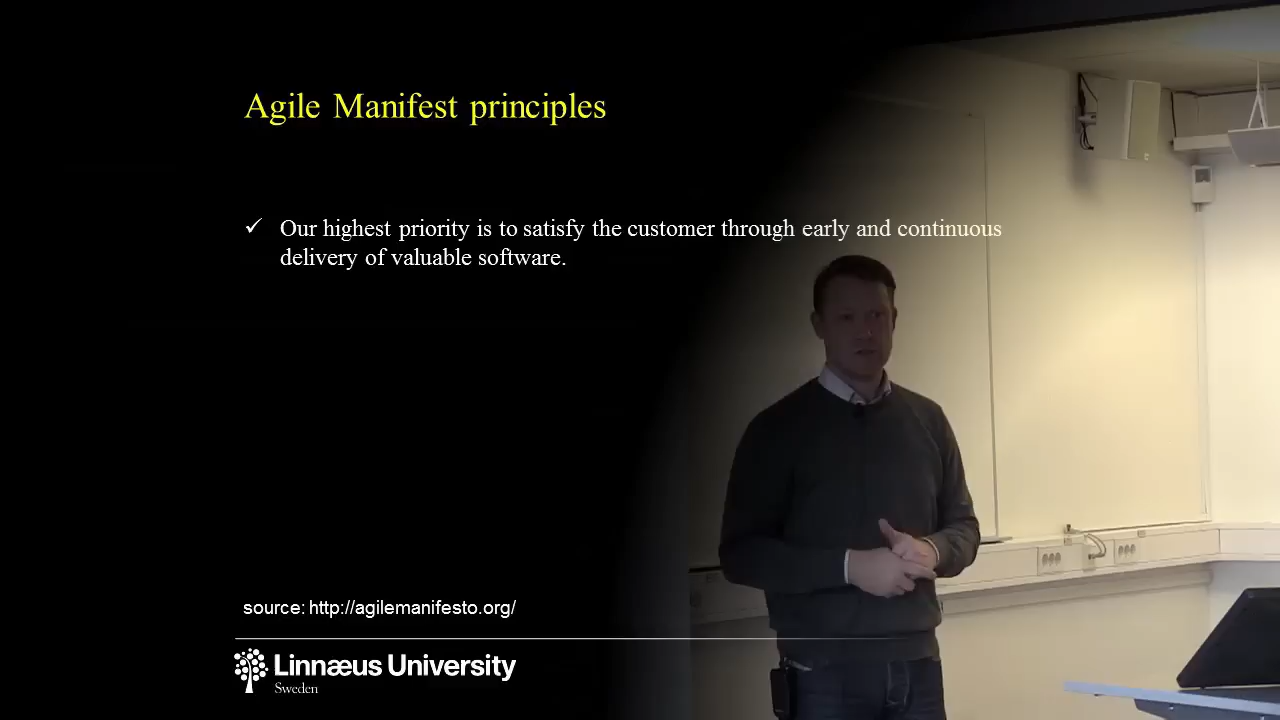 Agile Manifest principles
✓ Our highest priority is to satisfy the customer through early and continuous
delivery of valuable software.
source: http://agilemanifesto.org/
Linnæus University
Sweden